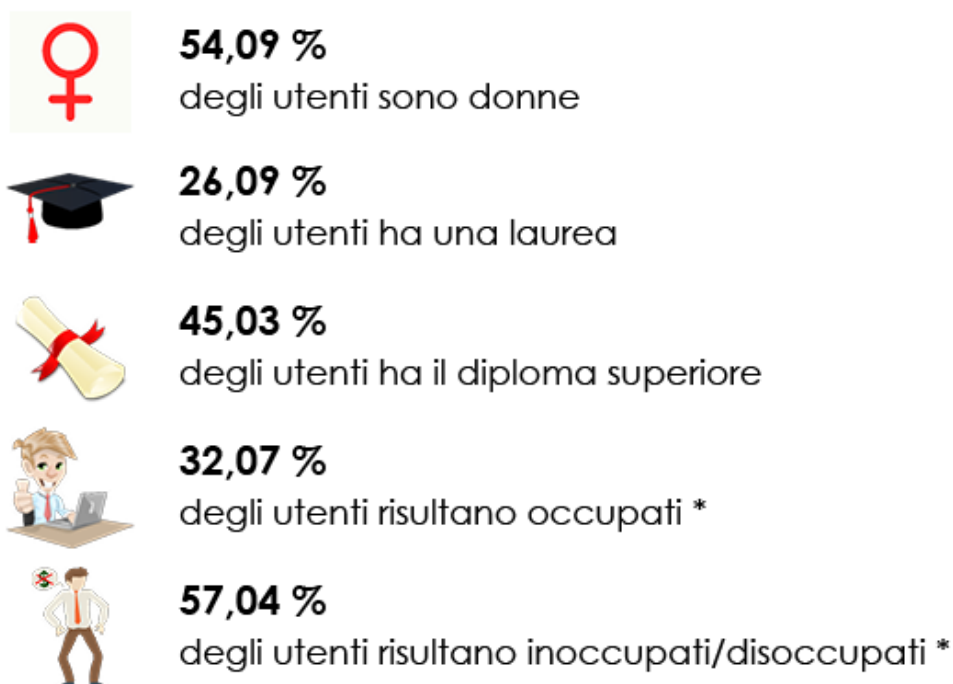 54,09 %
degli utenti sono donne
26,09 %
degli utenti ha una laurea
45,03 %
degli utenti ha il diploma superiore
32,07 %
degli utenti risultano occupati *
57,04 %
degli utenti risultano inoccupati/disoccupati *